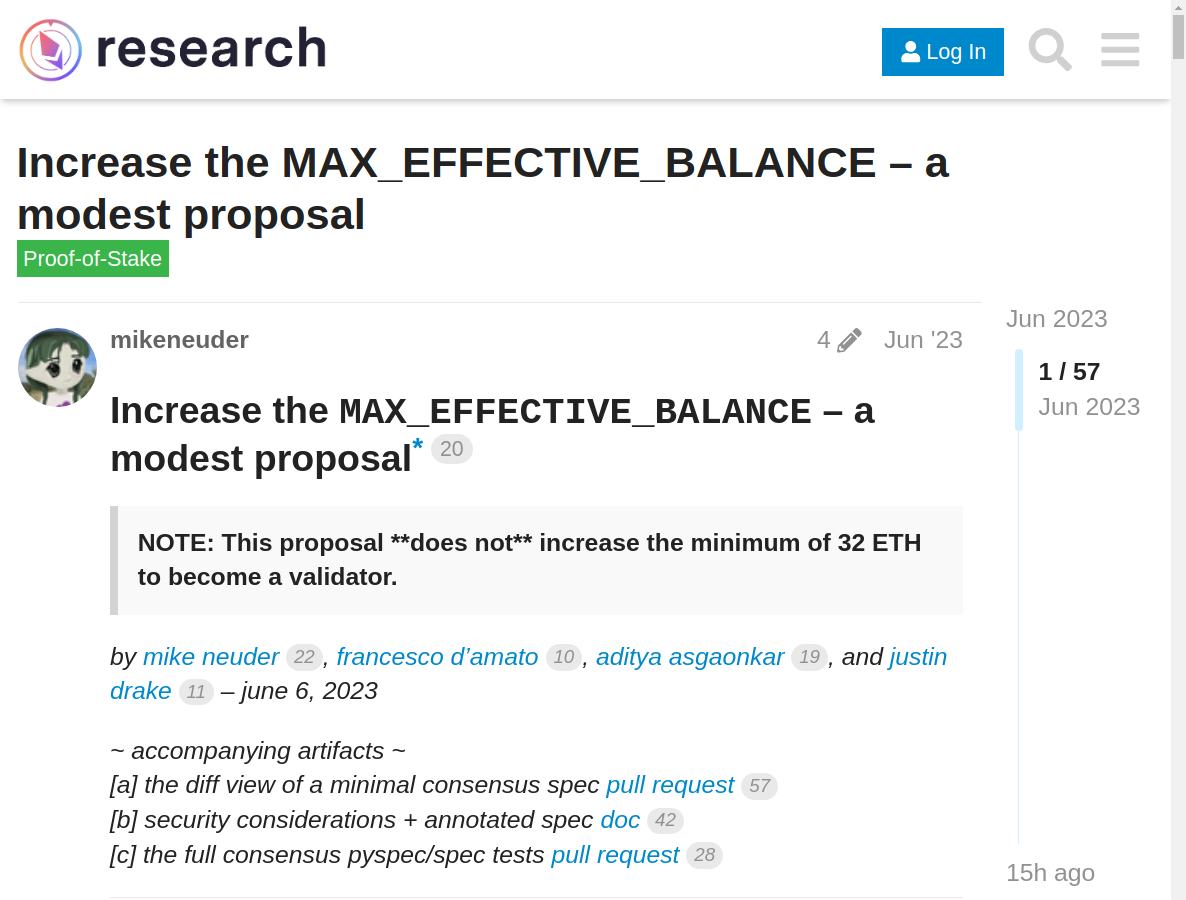 research
Log In
Increase the MAX_EFFECTIVE_BALANCE – a
modest proposal
Proof-of-Stake
mikeneuder
4
Jun '23
Jun 2023
1 / 57
Jun 2023
Increase the MAX_EFFECTIVE_BALANCE – a
modest proposal* 20
NOTE: This proposal **does not** increase the minimum of 32 ETH
to become a validator.
by mike neuder 22, francesco d’amato 10, aditya asgaonkar 19, and justin
drake 11 – june 6, 2023
~ accompanying artifacts ~
[a] the diff view of a minimal consensus spec pull request 57
[b] security considerations + annotated spec doc 42
[c] the full consensus pyspec/spec tests pull request 28
15h ago